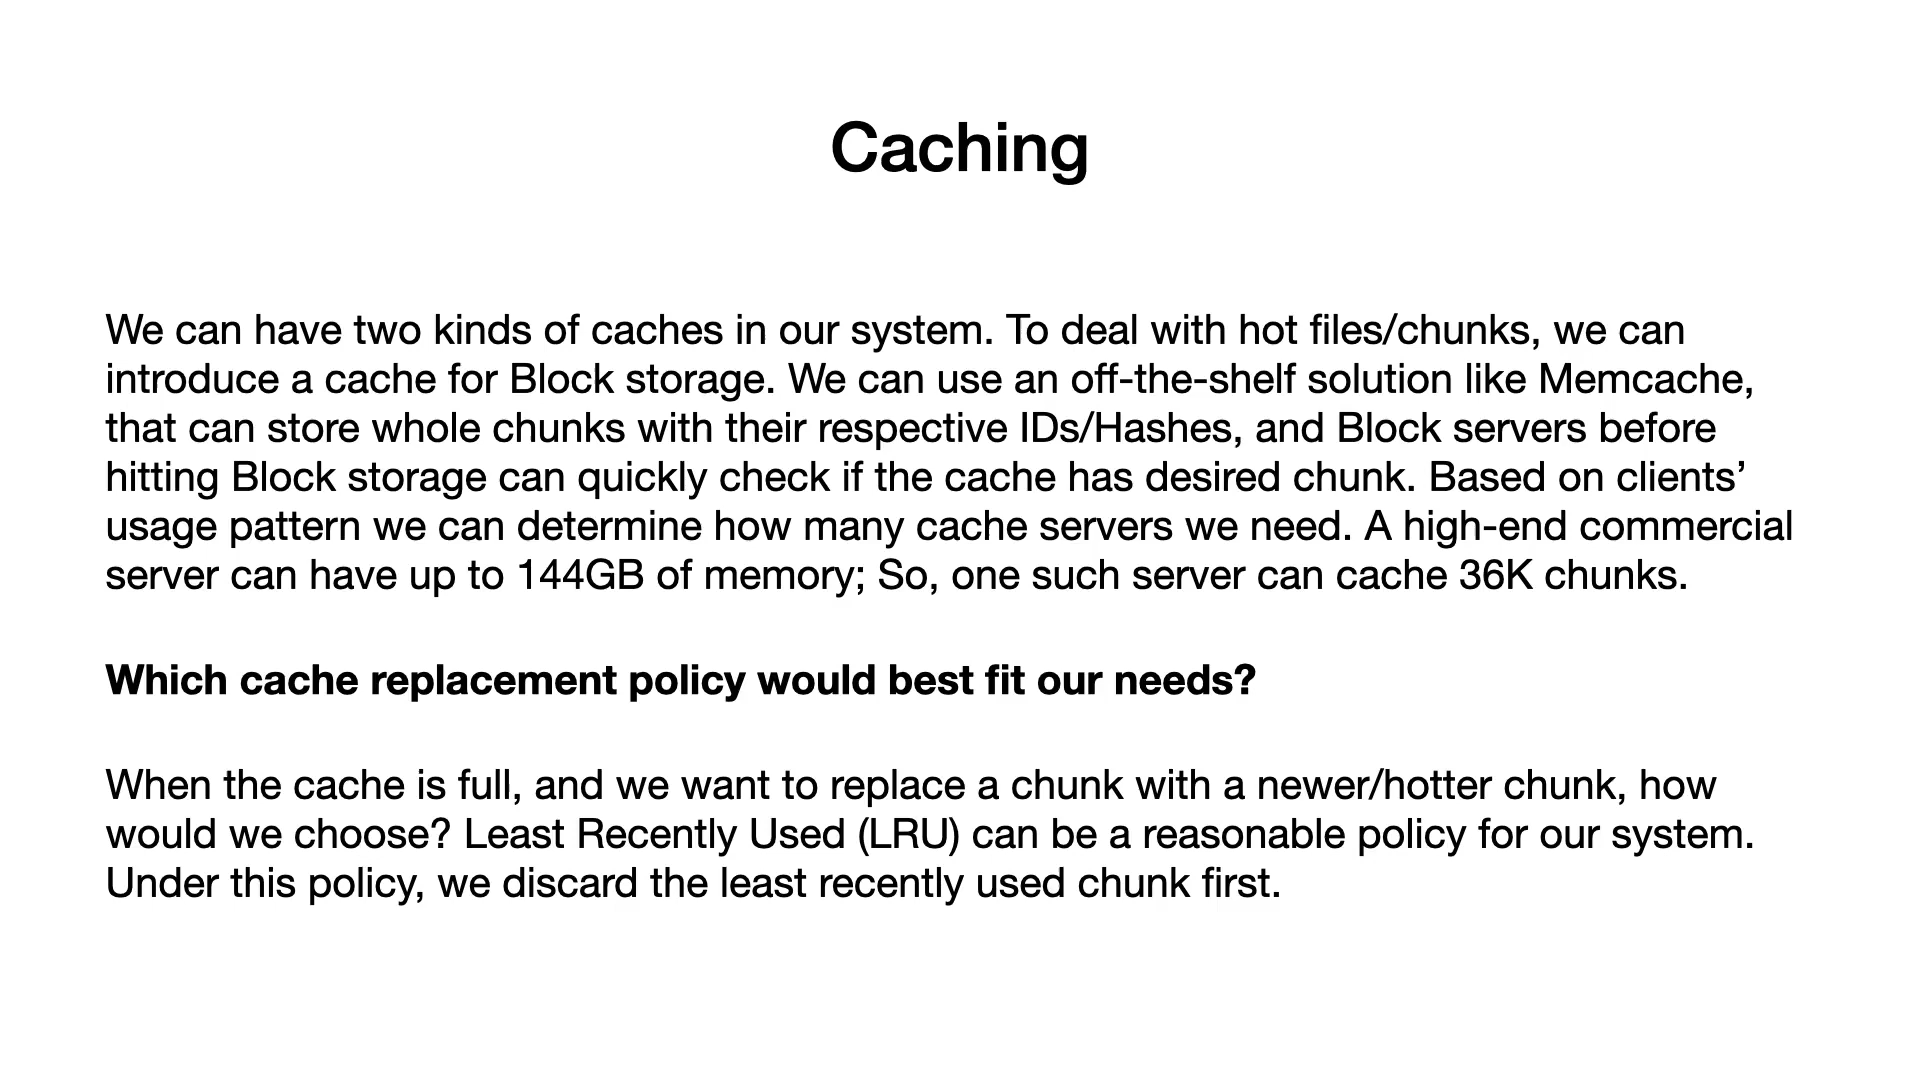 Caching
We can have two kinds of caches in our system. To deal with hot files/chunks, we can
introduce a cache for Block storage. We can use an off-the-shelf solution like Memcache,
that can store whole chunks with their respective IDs/Hashes, and Block servers before
hitting Block storage can quickly check if the cache has desired chunk. Based on clients’
usage pattern we can determine how many cache servers we need. A high-end commercial
server can have up to 144GB of memory; So, one such server can cache 36K chunks.
Which cache replacement policy would best fit our needs?
When the cache is full, and we want to replace a chunk with a newer/hotter chunk, how
would we choose? Least Recently Used (LRU) can be a reasonable policy for our system.
Under this policy, we discard the least recently used chunk first.